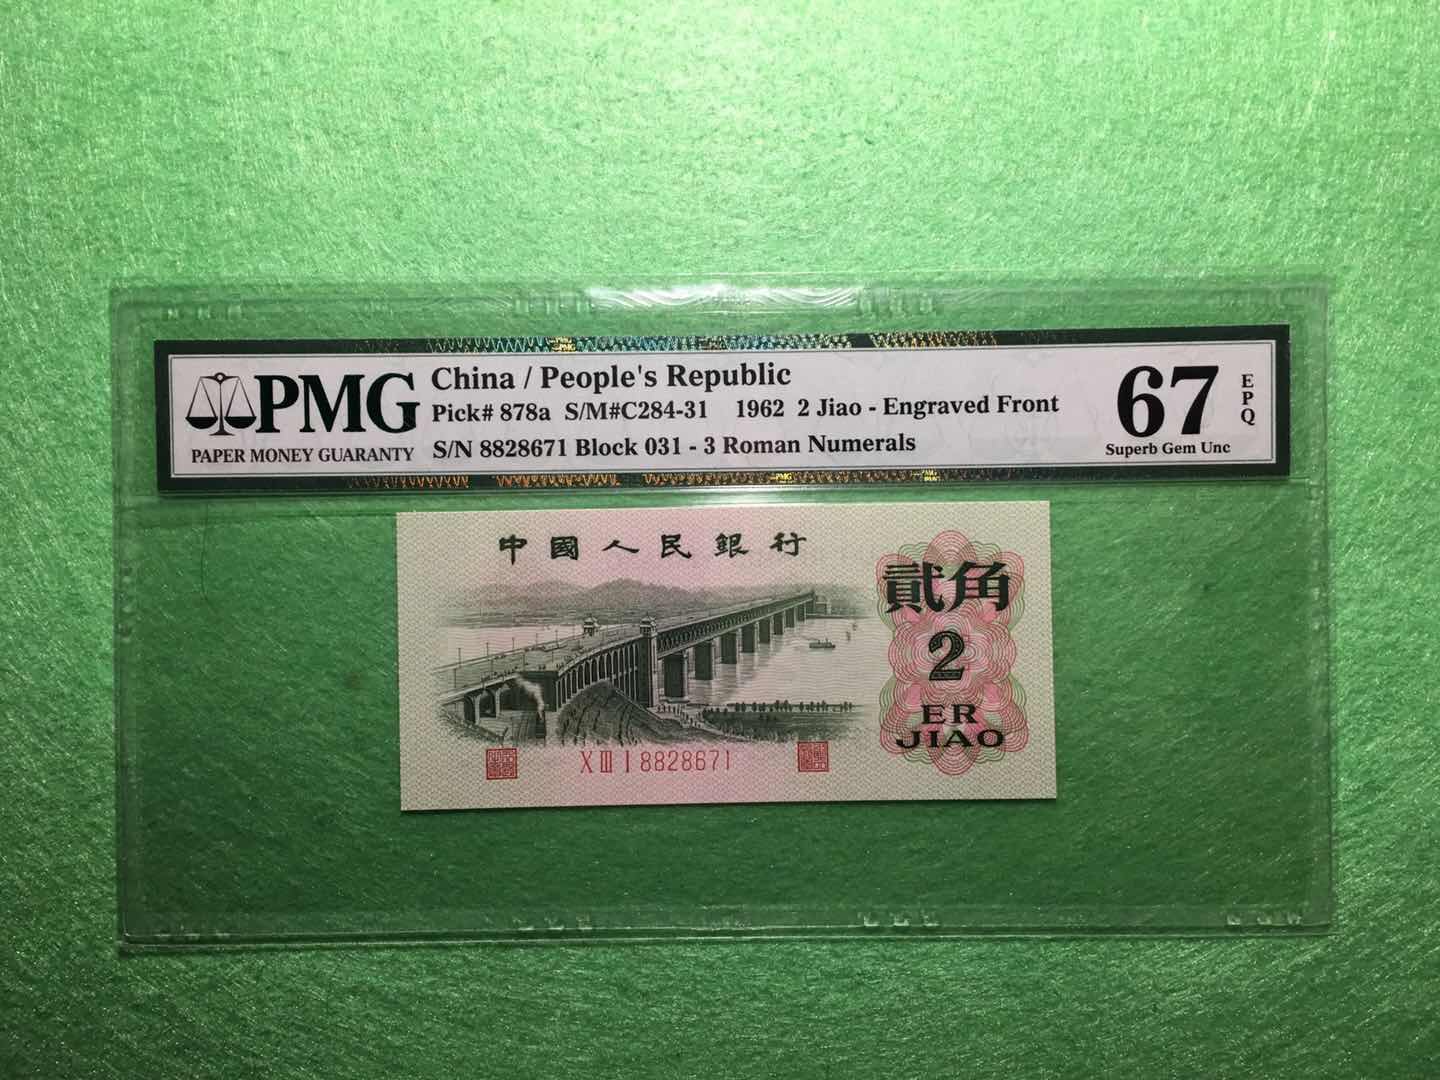 PMG
PAPER MONEY GUARANTY
China / People's Republic
Pick# 878a S/M#C284-31 1962 2 Jiao - Engraved Front
S/N 8828671 Block 031 - 3 Roman Numerals
67
EPQ
Superb Gem Unc
中國人民銀行
貳角
2
ER
JIAO
X III I 8828671